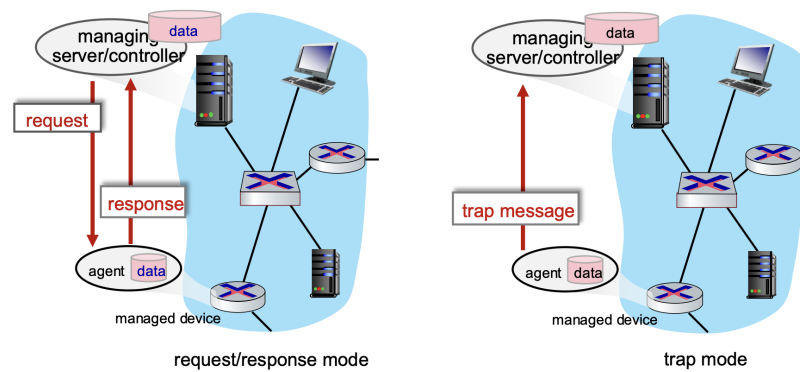 data
managing
server/controller
request
response
agent
data
managed device
request/response mode
data
managing
server/controller
trap message
agent
data
managed device
trap mode